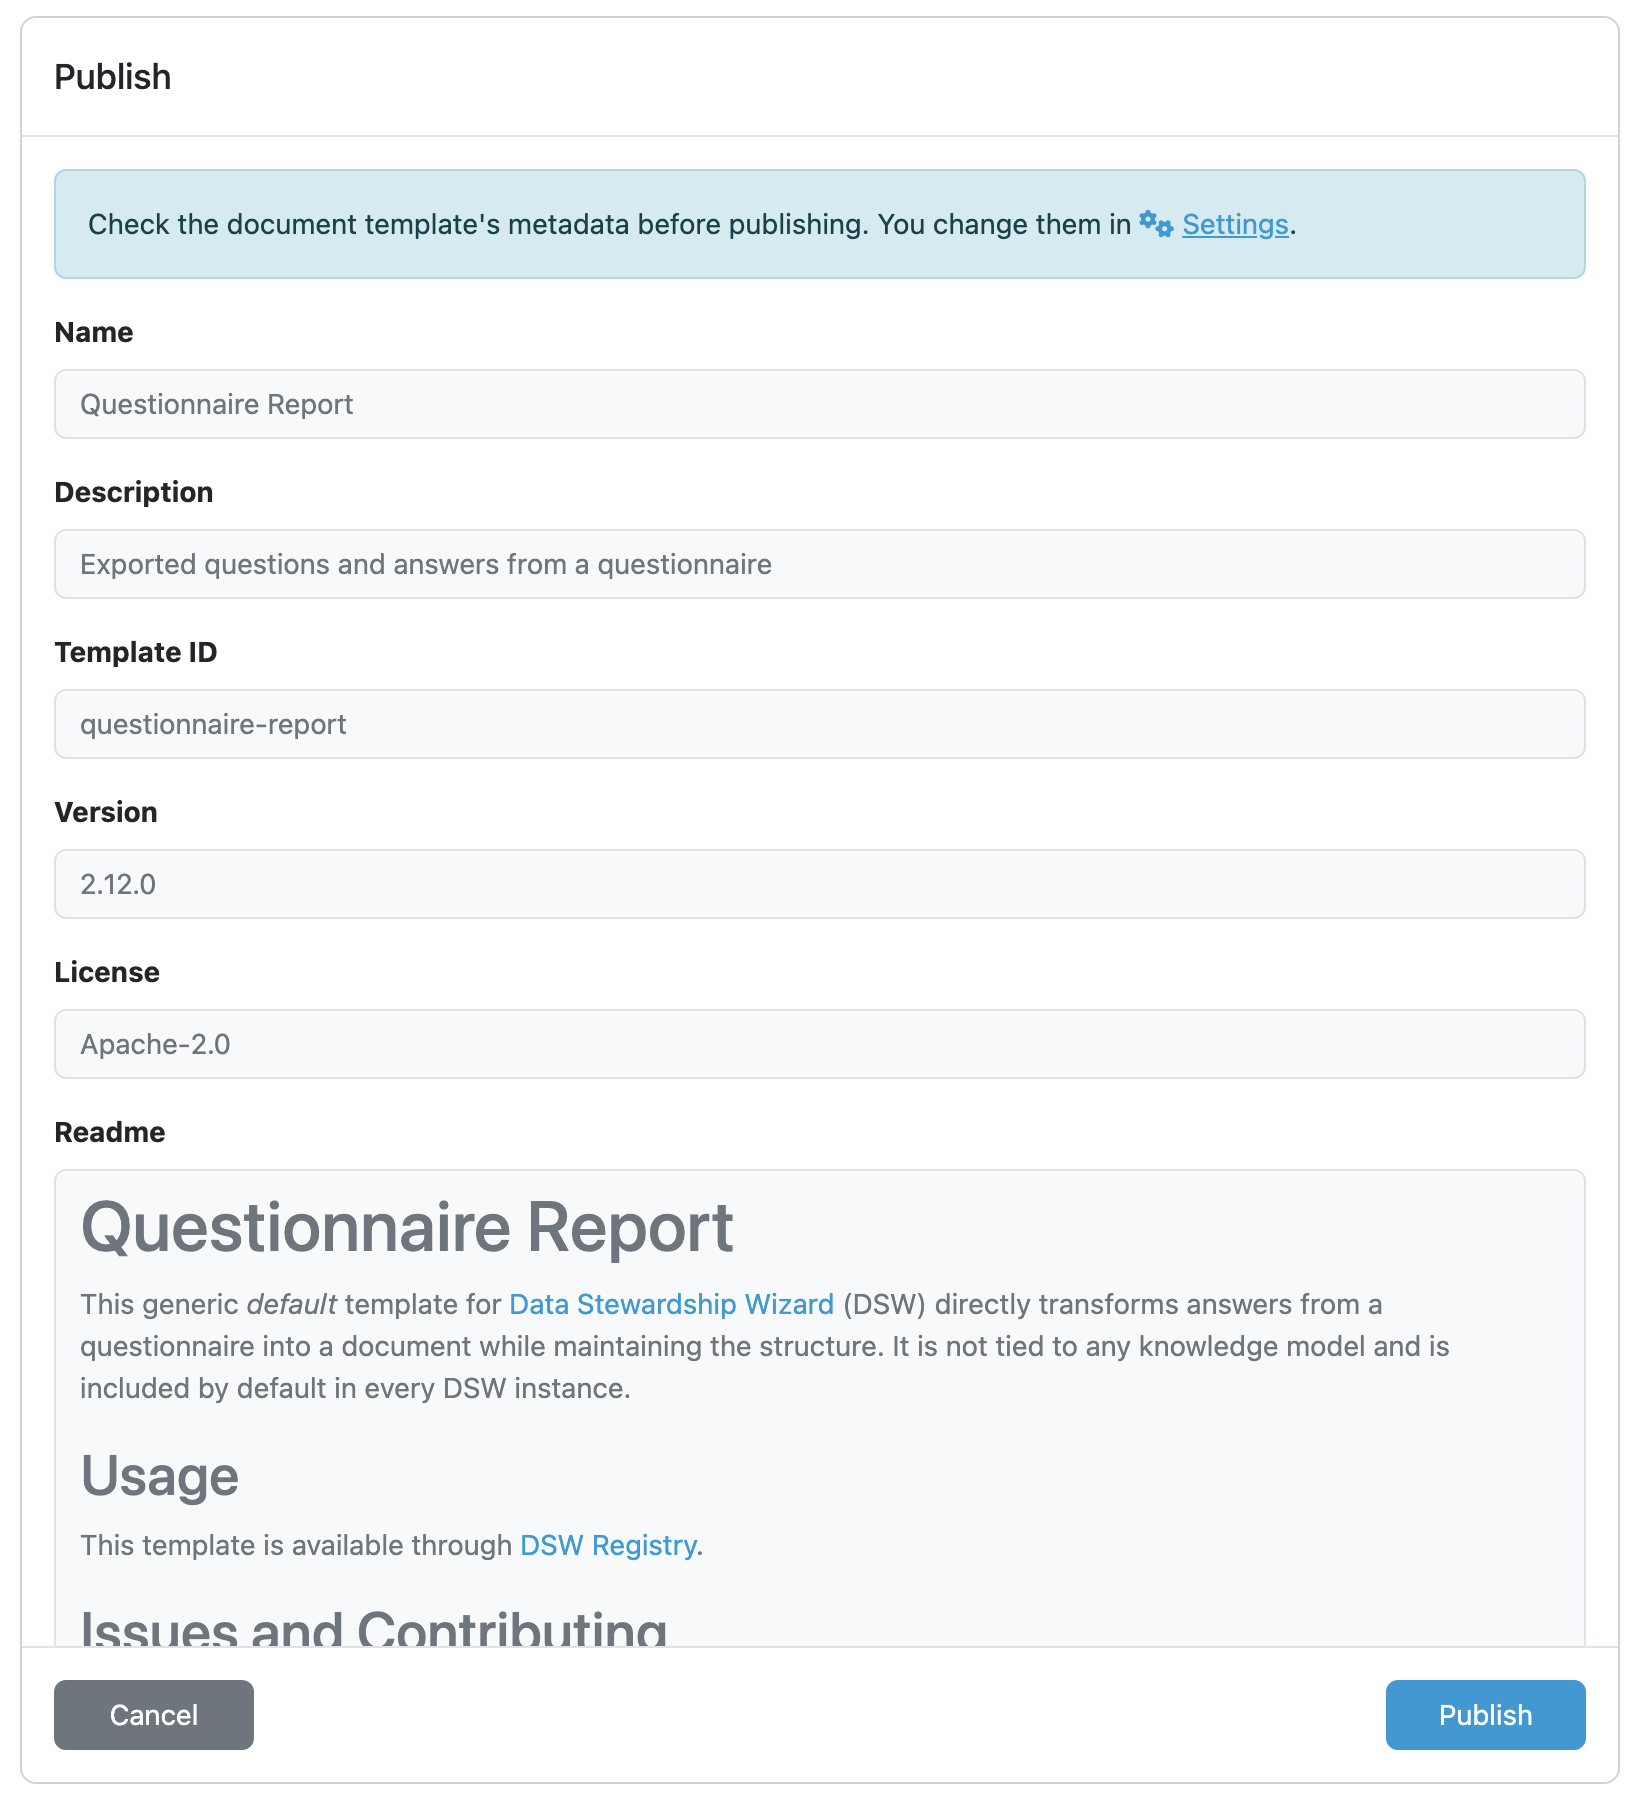 Publish
Check the document template's metadata before publishing. You change them in Settings.
Name
Questionnaire Report
Description
Exported questions and answers from a questionnaire
Template ID
questionnaire-report
Version
2.12.0
License
Apache-2.0
Readme
Questionnaire Report
This generic default template for Data Stewardship Wizard (DSW) directly transforms answers from a
questionnaire into a document while maintaining the structure. It is not tied to any knowledge model and is
included by default in every DSW instance.
Usage
This template is available through DSW Registry.
Issues and Contributing
Cancel
Publish